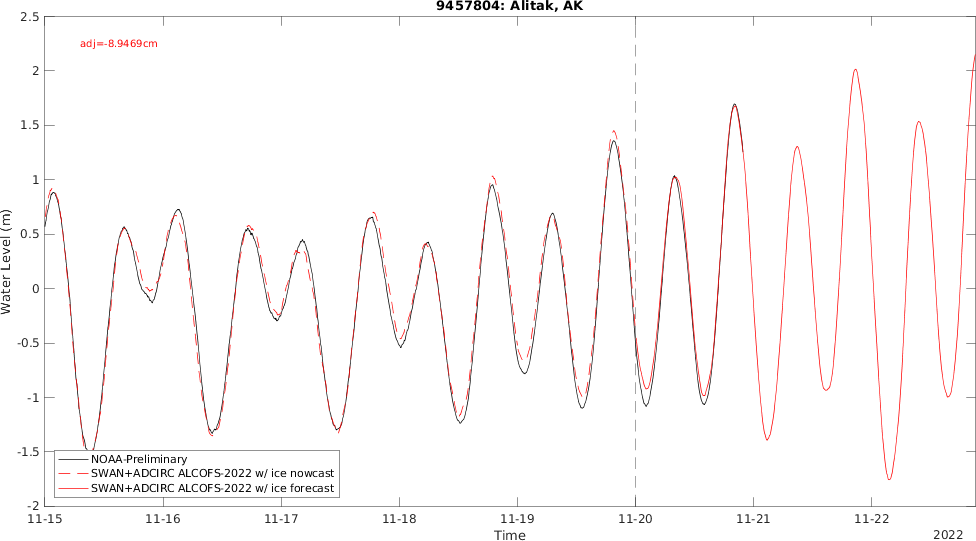 9457804: Alitak, AK
adj=-8.9469cm
Water Level (m)
2.5
2
1.5
1
0.5
0
-0.5
-1
-1.5
-2
NOAA-Preliminary
SWAN+ADCIRC ALCOFS-2022 w/ ice nowcast
SWAN+ADCIRC ALCOFS-2022 w/ ice forecast
11-15 11-16 11-17 11-18 11-19 11-20 11-21 11-22
Time
2022